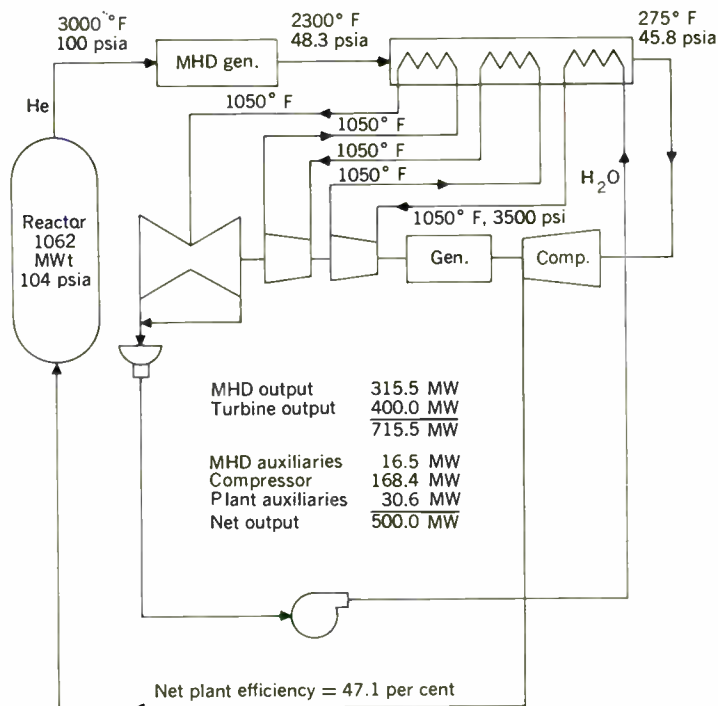 3000°F
100 psia
2300° F
48.3 psia
275° F
45.8 psia
MHD gen.
He
1050° F
1050° F
1050° F
1050° F
H2O
1050° F, 3500 psi
Reactor
1062
MWt
104 psia
Gen.
Comp.
MHD output 315.5 MW
Turbine output 400.0 MW
715.5 MW
MHD auxiliaries 16.5 MW
Compressor 168.4 MW
Plant auxiliaries 30.6 MW
Net output 500.0 MW
Net plant efficiency = 47.1 per cent